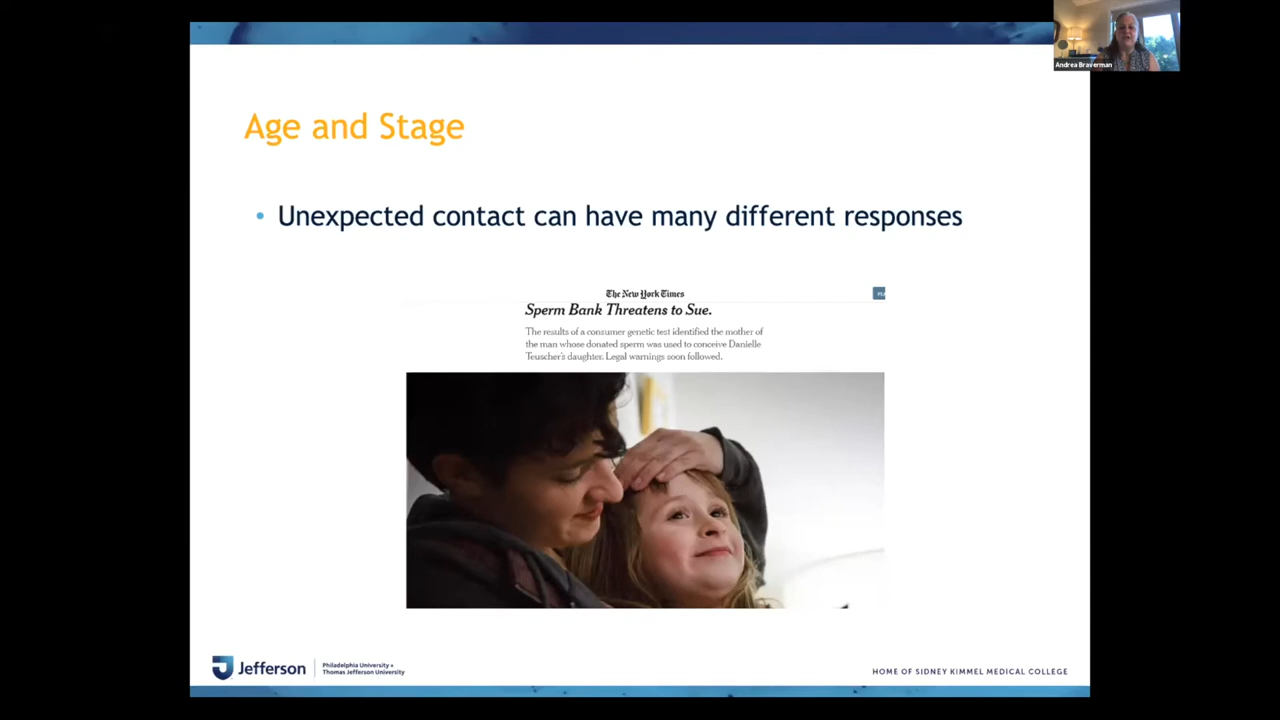 Andrea Braverman
Age and Stage
• Unexpected contact can have many different responses
The New York Times
Sperm Bank Threatens to Sue.
The results of a consumer genetic test identified the mother of
the man whose donated sperm was used to conceive Danielle
Teuscher's daughter. Legal warnings soon followed.
Jefferson
Philadelphia University +
Thomas Jefferson University
HOME OF SIDNEY KIMMEL MEDICAL COLLEGE